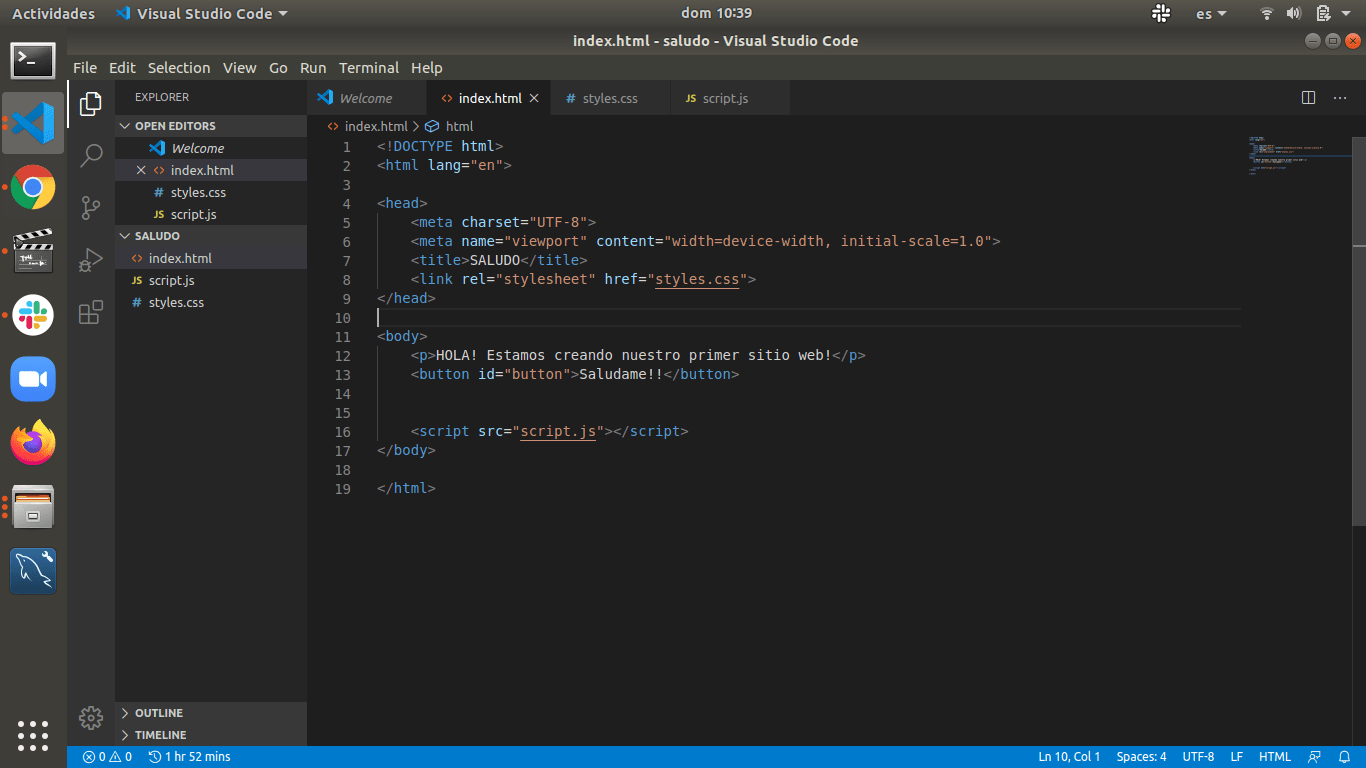 Actividades Visual Studio Code dom 10:39 es
index.html - saludo - Visual Studio Code
File Edit Selection View Go Run Terminal Help
EXPLORER Welcome index.html # styles.css JS script.js
OPEN EDITORS index.html > html
Welcome
index.html
# styles.css
JS script.js
SALUDO
index.html
JS script.js
# styles.css
1 <!DOCTYPE html>
2 <html lang="en">
3
4 <head>
5 <meta charset="UTF-8">
6 <meta name="viewport" content="width=device-width, initial-scale=1.0">
7 <title>SALUDO</title>
8 <link rel="stylesheet" href="styles.css">
9 </head>
10
11 <body>
12 <p>HOLA! Estamos creando nuestro primer sitio web!</p>
13 <button id="button">Saludame!!</button>
14
15
16 <script src="script.js"></script>
17 </body>
18
19 </html>
OUTLINE
TIMELINE
0 0 1 hr 52 mins Ln 10, Col 1 Spaces: 4 UTF-8 LF HTML